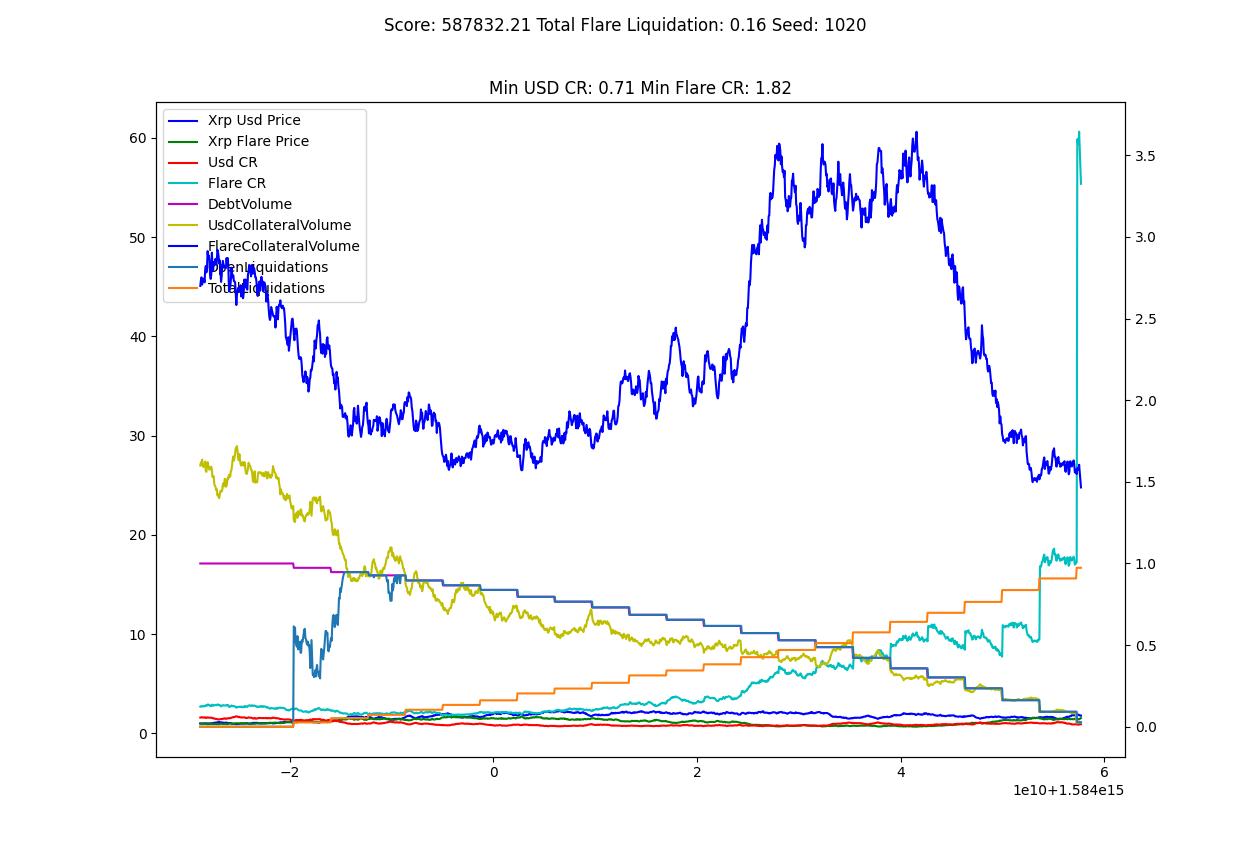 Score: 587832.21 Total Flare Liquidation: 0.16 Seed: 1020
Min USD CR: 0.71 Min Flare CR: 1.82
Xrp Usd Price
Xrp Flare Price
Usd CR
Flare CR
DebtVolume
UsdCollateralVolume
FlareCollateralVolume
OpenLiquidations
TotalLiquidations
60
50
40
30
20
10
0
3.5
3.0
2.5
2.0
1.5
1.0
0.5
0.0
−2 0 2 4 6
1e10+1.584e15